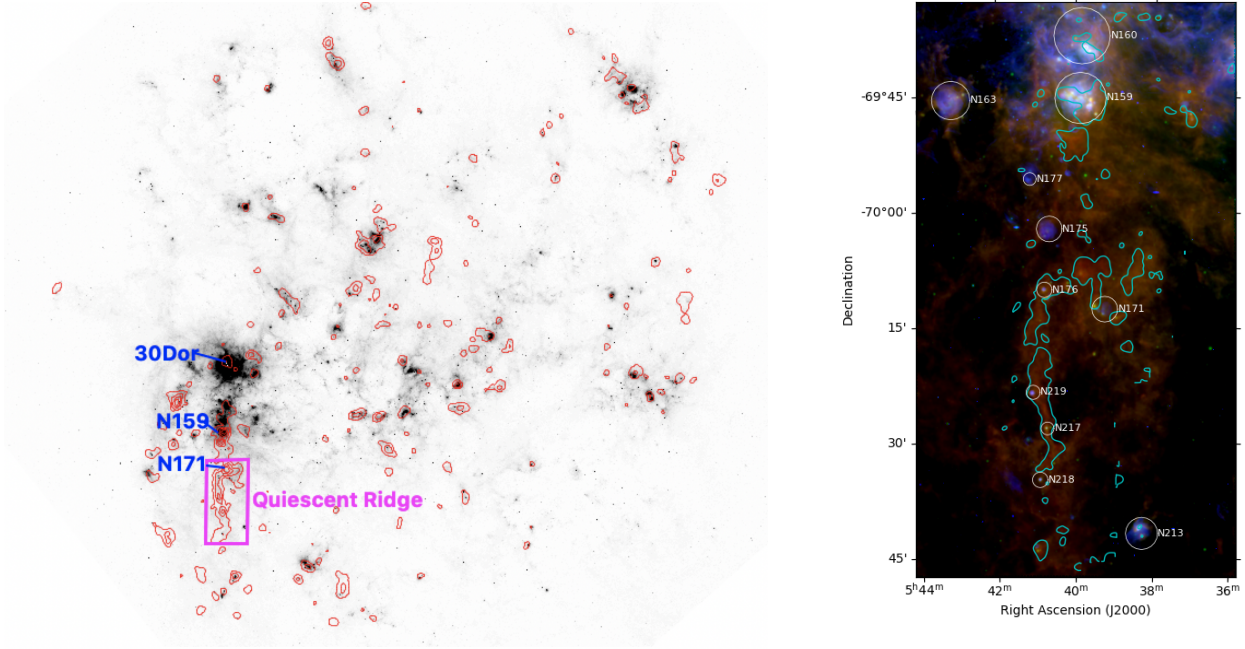 30Dor
N159
N171
Quiescent Ridge
N160
-69°45'
N163
N159
N177
-70°00'
N175
N176
N171
15'
N219
N217
30'
N218
N213
45'
5ʰ44ᵐ 42ᵐ 40ᵐ 38ᵐ 36ᵐ
Right Ascension (J2000)
Declination